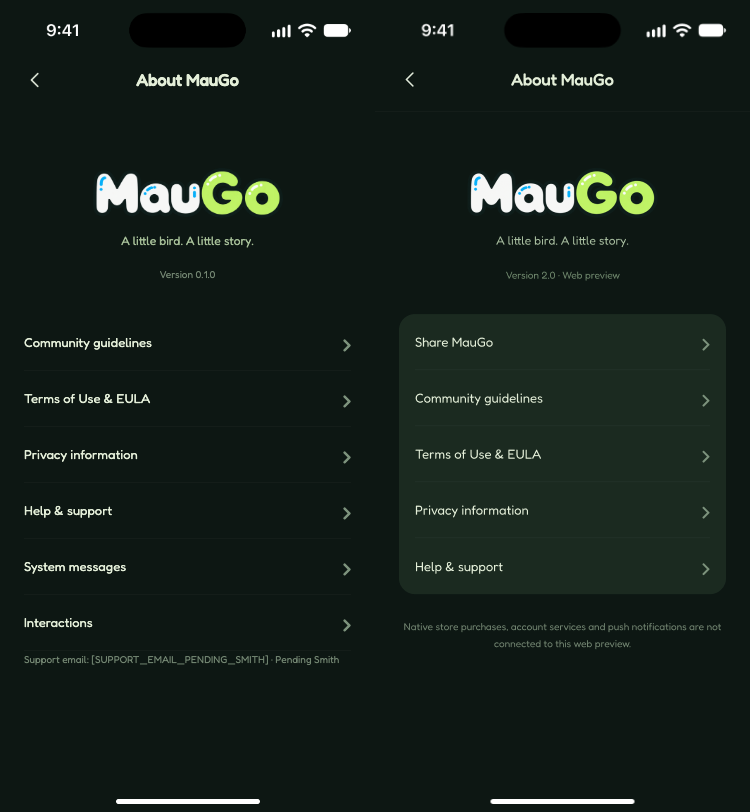 9:41
About MauGo
MauGo
A little bird. A little story.
Version 0.1.0
Community guidelines
Terms of Use & EULA
Privacy information
Help & support
System messages
Interactions
Support email: [SUPPORT_EMAIL_PENDING_SMITH] · Pending Smith
9:41
About MauGo
MauGo
A little bird. A little story.
Version 2.0 · Web preview
Share MauGo
Community guidelines
Terms of Use & EULA
Privacy information
Help & support
Native store purchases, account services and push notifications are not
connected to this web preview.